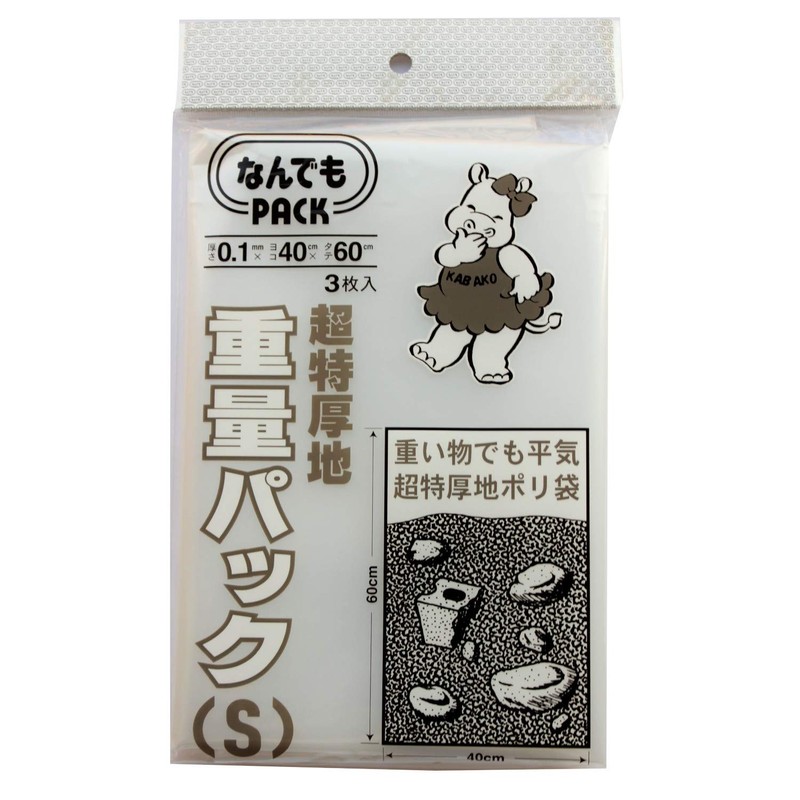 なんでも
PACK
厚さ0.1mm×ヨコ40cm×タテ60cm
3枚入
KABAKO
超特厚地
重量パック(S)
重い物でも平気
超特厚地ポリ袋
60cm
40cm